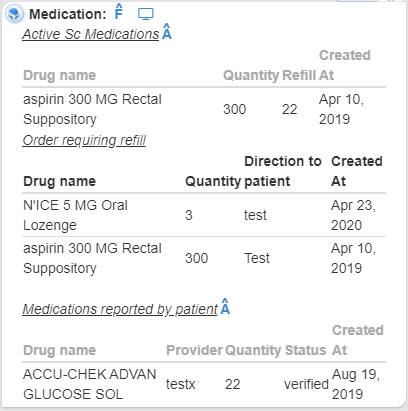 Medication: F̂
Active Sc Medications Â
Created
Drug name Quantity Refill At
aspirin 300 MG Rectal Suppository 300 22 Apr 10, 2019
Order requiring refill
Direction to Created
Drug name Quantity patient At
N'ICE 5 MG Oral Lozenge 3 test Apr 23, 2020
aspirin 300 MG Rectal Suppository 300 Test Apr 10, 2019
Medications reported by patient Â
Created
Drug name Provider Quantity Status At
ACCU-CHEK ADVAN GLUCOSE SOL testx 22 verified Aug 19, 2019